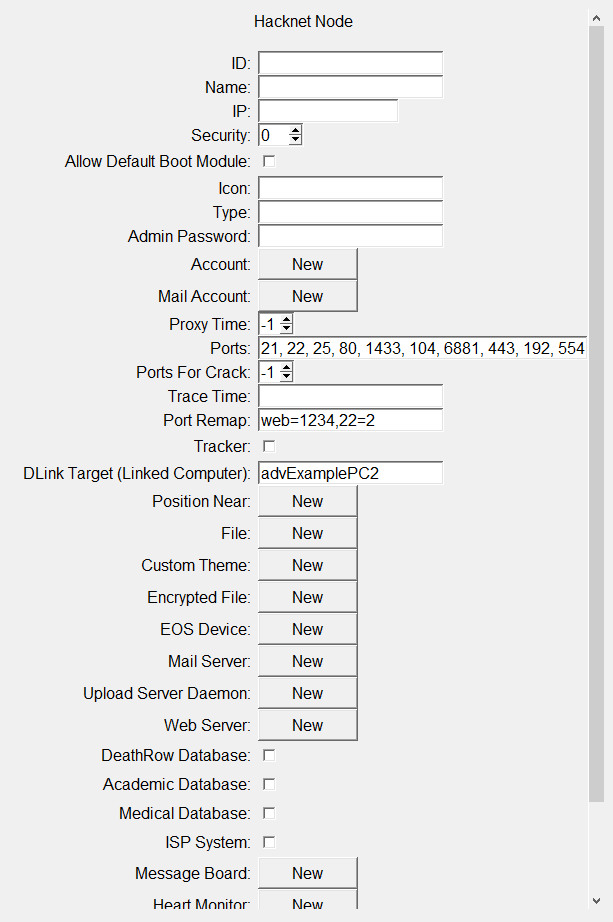 Hacknet Node
ID:
Name:
IP:
Security: 0
Allow Default Boot Module:
Icon:
Type:
Admin Password:
Account: New
Mail Account: New
Proxy Time: -1
Ports: 21, 22, 25, 80, 1433, 104, 6881, 443, 192, 554
Ports For Crack: -1
Trace Time:
Port Remap: web=1234,22=2
Tracker:
DLink Target (Linked Computer): advExamplePC2
Position Near: New
File: New
Custom Theme: New
Encrypted File: New
EOS Device: New
Mail Server: New
Upload Server Daemon: New
Web Server: New
DeathRow Database:
Academic Database:
Medical Database:
ISP System:
Message Board: New
Heart Monitor: New